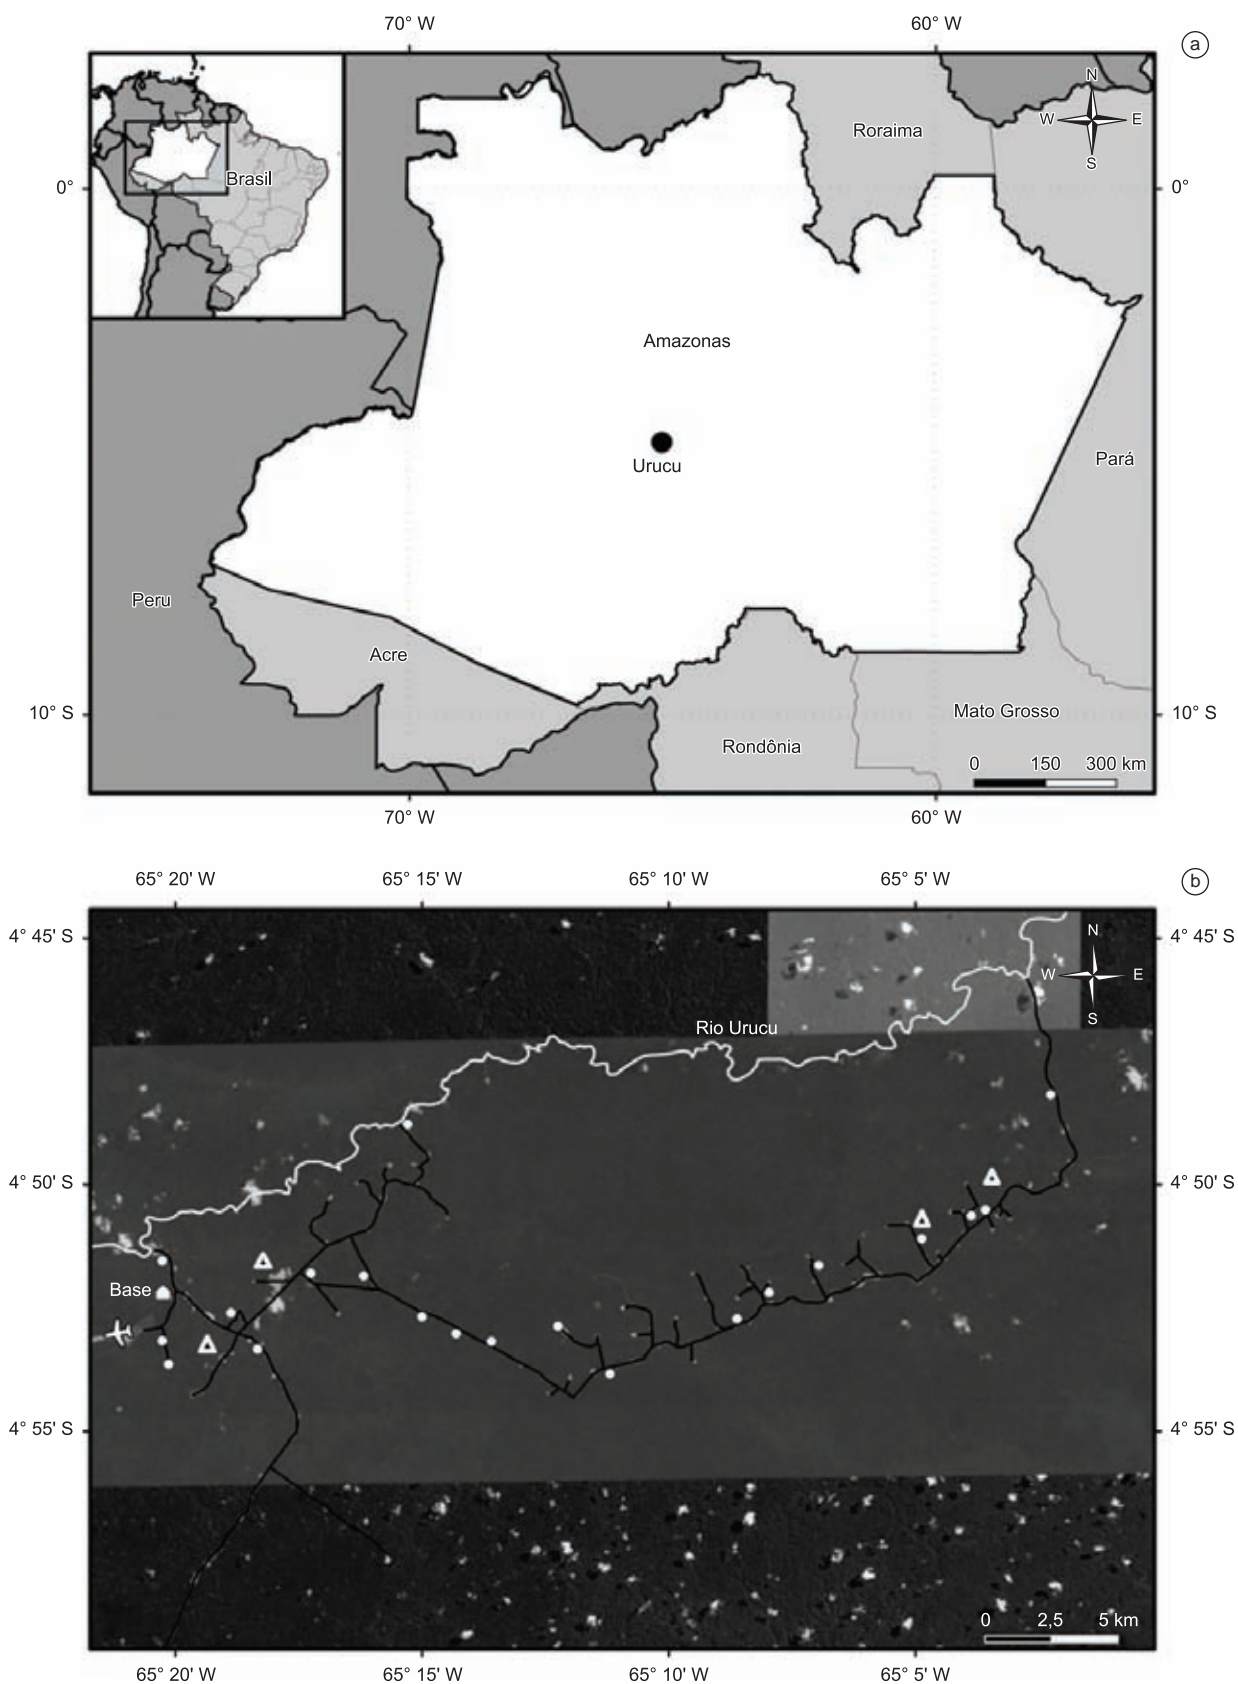 70° W 60° W
a
N
W E
S
Roraima
Brasil
0° 0°
Amazonas
Urucu
Pará
Peru
Acre
Mato Grosso
10° S 10° S
Rondônia
0 150 300 km
70° W 60° W
65° 20' W 65° 15' W 65° 10' W 65° 5' W
b
4° 45' S 4° 45' S
N
W E
S
Rio Urucu
4° 50' S 4° 50' S
Base
4° 55' S 4° 55' S
0 2,5 5 km
65° 20' W 65° 15' W 65° 10' W 65° 5' W